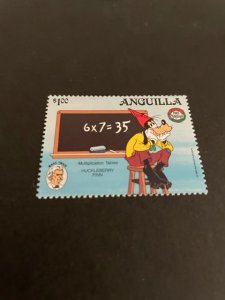 $1.00 ANGUILLA
6x7=35
Multiplication Tables
HUCKLEBERRY
FINN